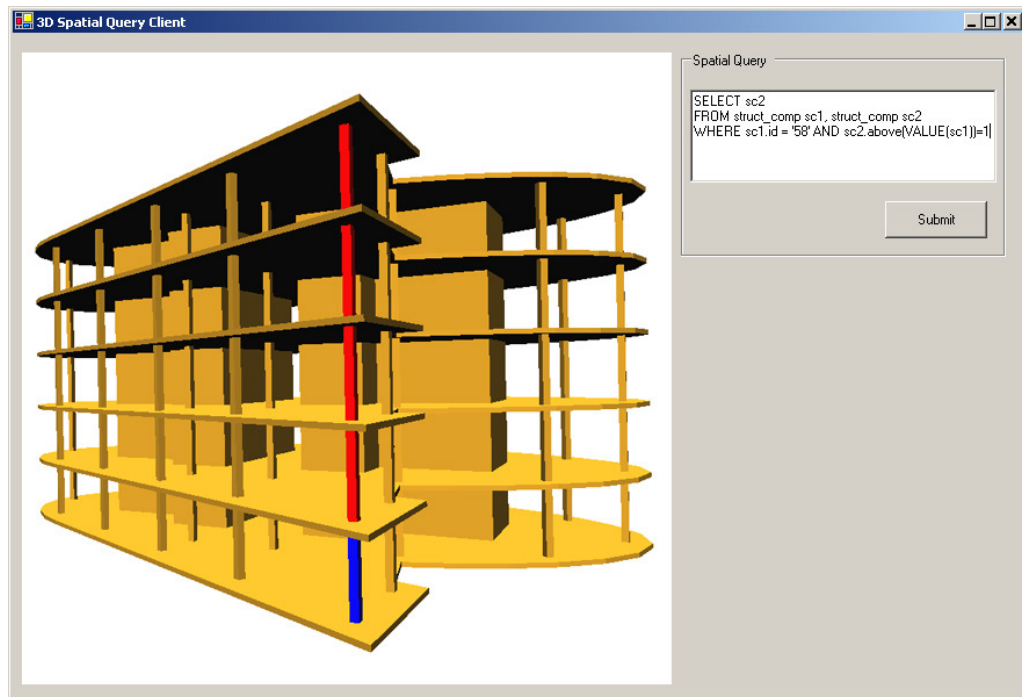 3D Spatial Query Client
Spatial Query
SELECT sc2
FROM struct_comp sc1, struct_comp sc2
WHERE sc1.id = '58' AND sc2.above(VALUE(sc1))=1
Submit